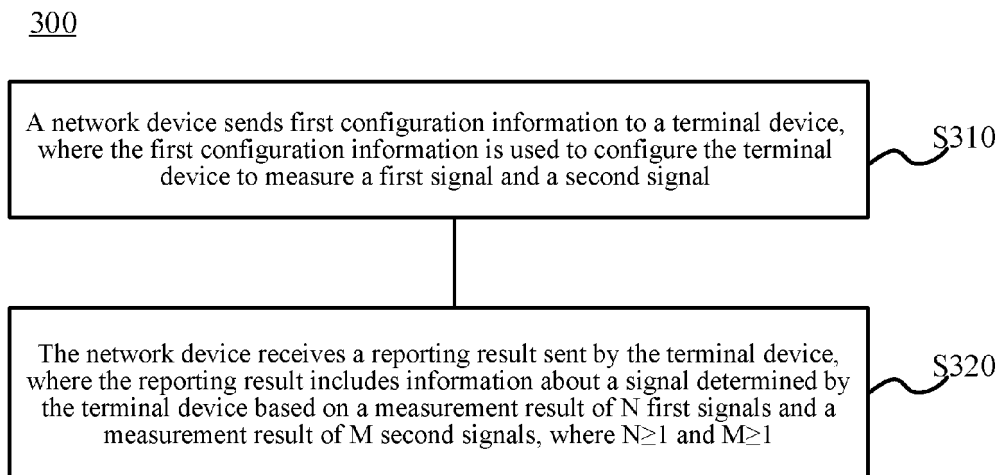 300
A network device sends first configuration information to a terminal device,
where the first configuration information is used to configure the terminal
device to measure a first signal and a second signal
S310
The network device receives a reporting result sent by the terminal device,
where the reporting result includes information about a signal determined by
the terminal device based on a measurement result of N first signals and a
measurement result of M second signals, where N≥1 and M≥1
S320